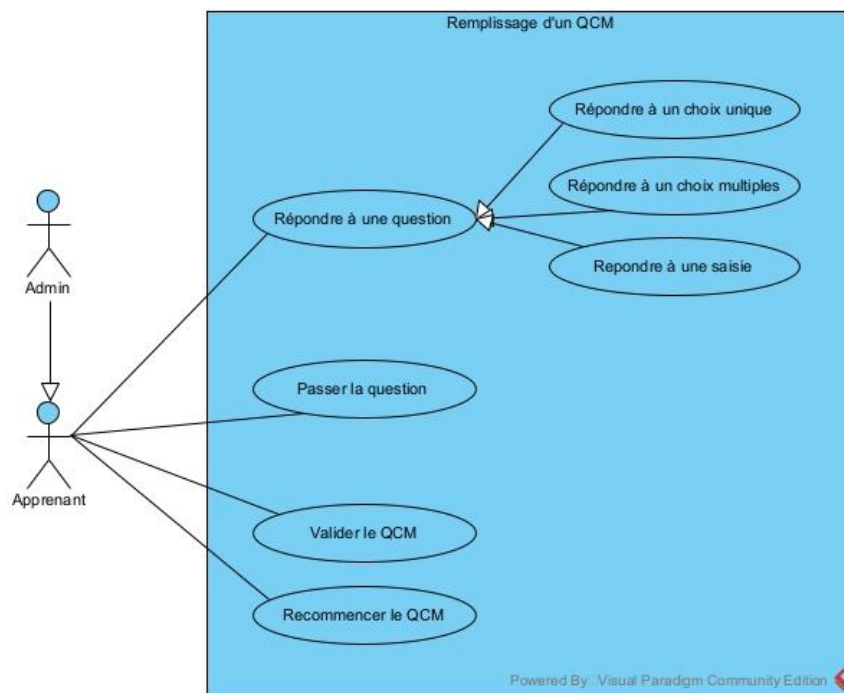 Remplissage d'un QCM
Répondre à un choix unique
Répondre à un choix multiples
Répondre à une question
Repondre à une saisie
Admin
Passer la question
Apprenant
Valider le QCM
Recommencer le QCM
Powered By Visual Paradigm Community Edition